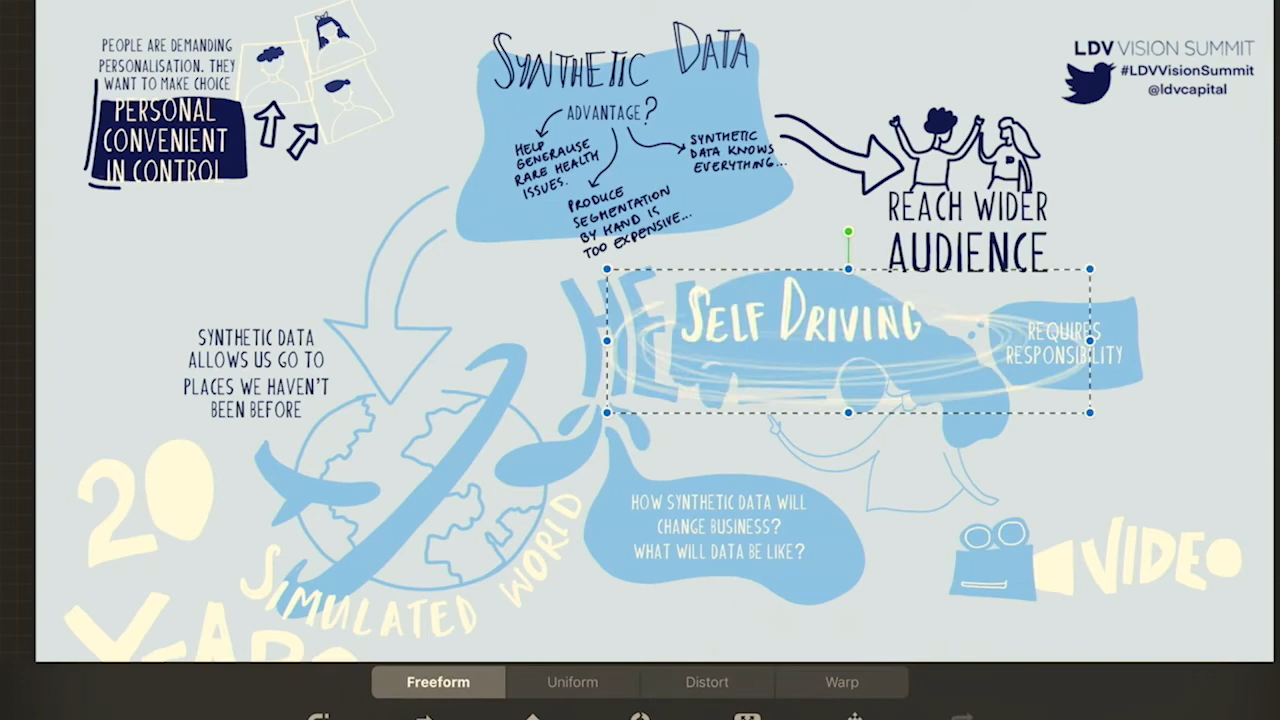 PEOPLE ARE DEMANDING
PERSONALISATION. THEY
WANT TO MAKE CHOICE
PERSONAL
CONVENIENT
IN CONTROL
SYNTHETIC DATA
ADVANTAGE?
HELP
GENERAUSE
RARE HEALTH
ISSUES.
PRODUCE
SEGMENTATION
BY HAND IS
TOO EXPENSIVE...
SYNTHETIC
DATA KNOWS
EVERYTHING...
LDV VISION SUMMIT
#LDVVisionSummit
@ldvcapital
REACH WIDER
AUDIENCE
SELF DRIVING
REQUIRES
RESPONSIBILITY
SYNTHETIC DATA
ALLOWS US GO TO
PLACES WE HAVEN'T
BEEN BEFORE
20
YEARS
SIMULATED WORLD
HOW SYNTHETIC DATA WILL
CHANGE BUSINESS?
WHAT WILL DATA BE LIKE?
VIDEO
Freeform
Uniform
Distort
Warp